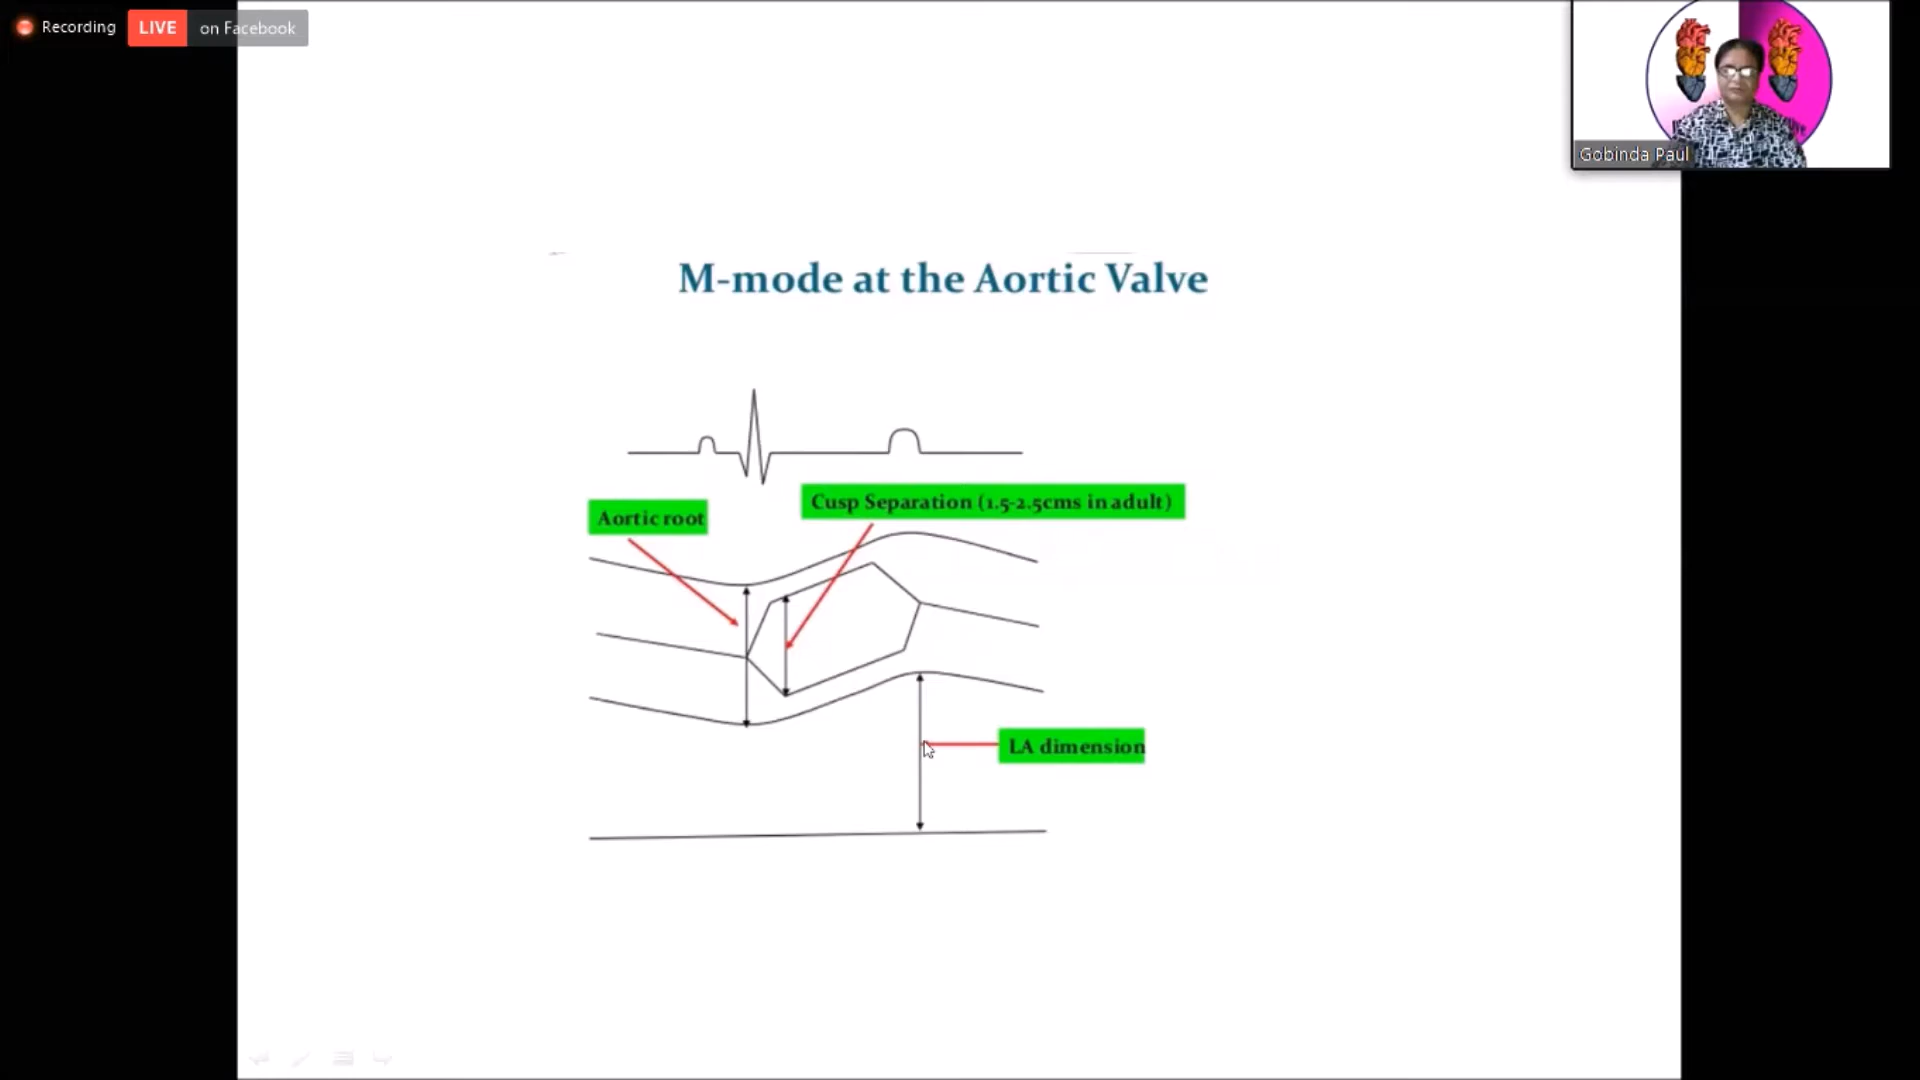 Recording
LIVE on Facebook
Gobinda Paul
M-mode at the Aortic Valve
Cusp Separation (1.5-2.5cms in adult)
Aortic root
LA dimension